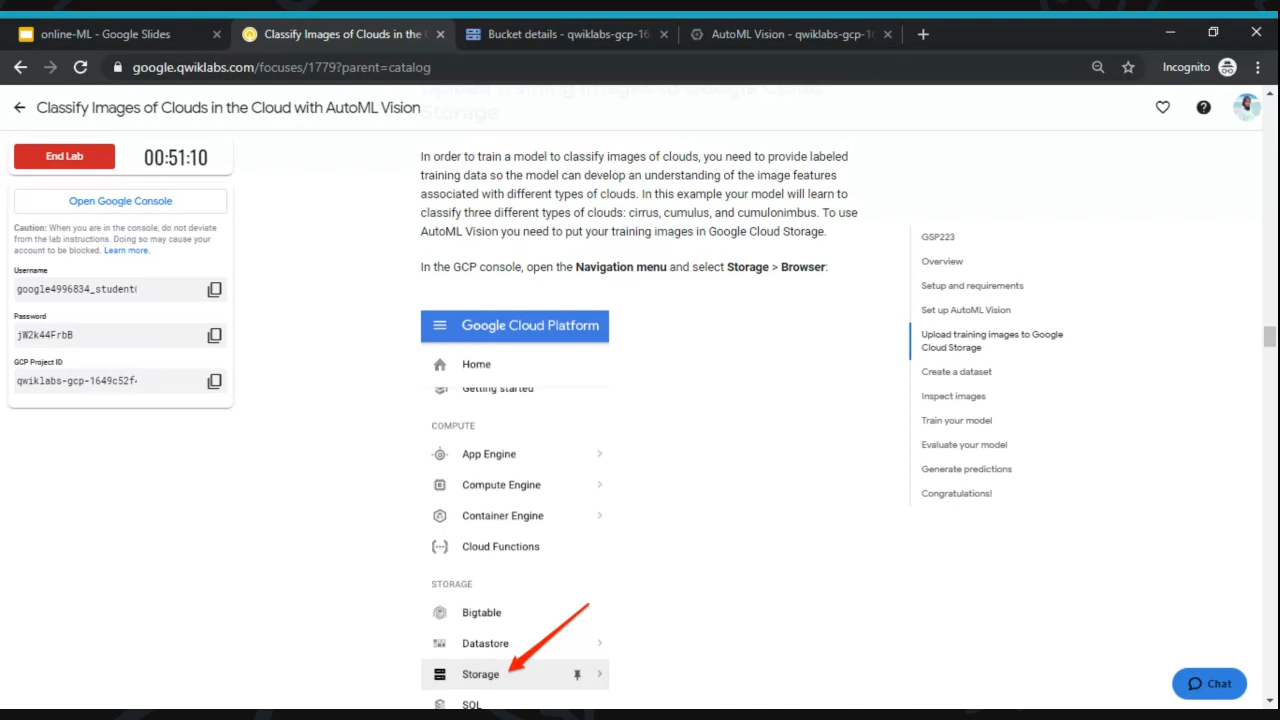 online-ML - Google Slides
Classify Images of Clouds in the
Bucket details - qwiklabs-gcp-16
AutoML Vision - qwiklabs-gcp-1
google.qwiklabs.com/focuses/1779?parent=catalog
Incognito
Classify Images of Clouds in the Cloud with AutoML Vision
Upload training images to Google Cloud
Storage
End Lab
00:51:10
Open Google Console
Caution: When you are in the console, do not deviate
from the lab instructions. Doing so may cause your
account to be blocked. Learn more.
Username
google4996834_student
Password
jW2k44FrbB
GCP Project ID
qwiklabs-gcp-1649c52f
In order to train a model to classify images of clouds, you need to provide labeled
training data so the model can develop an understanding of the image features
associated with different types of clouds. In this example your model will learn to
classify three different types of clouds: cirrus, cumulus, and cumulonimbus. To use
AutoML Vision you need to put your training images in Google Cloud Storage.
In the GCP console, open the Navigation menu and select Storage > Browser:
Google Cloud Platform
Home
Getting started
COMPUTE
App Engine
Compute Engine
Container Engine
Cloud Functions
STORAGE
Bigtable
Datastore
Storage
SQL
GSP223
Overview
Setup and requirements
Set up AutoML Vision
Upload training images to Google
Cloud Storage
Create a dataset
Inspect images
Train your model
Evaluate your model
Generate predictions
Congratulations!
Chat